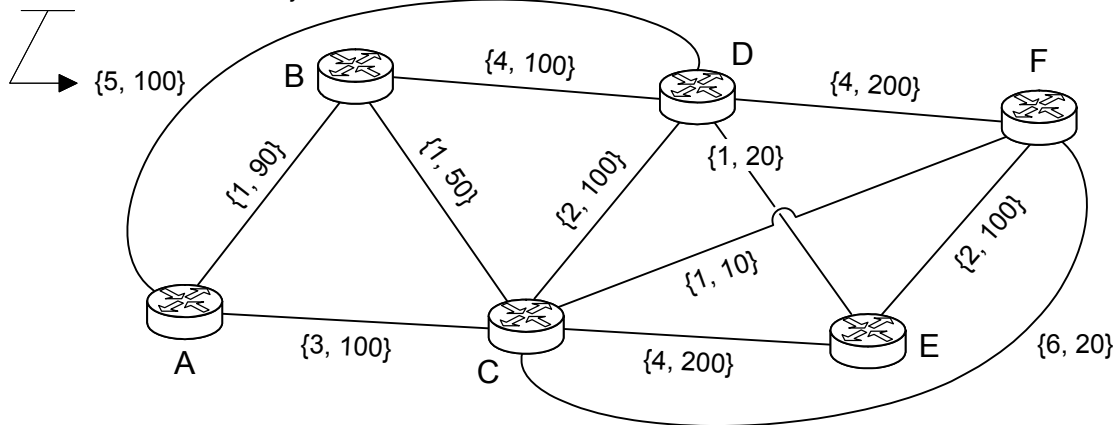 D
F
B
{4, 100}
{5, 100}
{4, 200}
{1, 20}
{1, 90}
{1, 50}
{2, 100}
{2, 100}
{1, 10}
E
{6, 20}
{3, 100}
{4, 200}
A
C